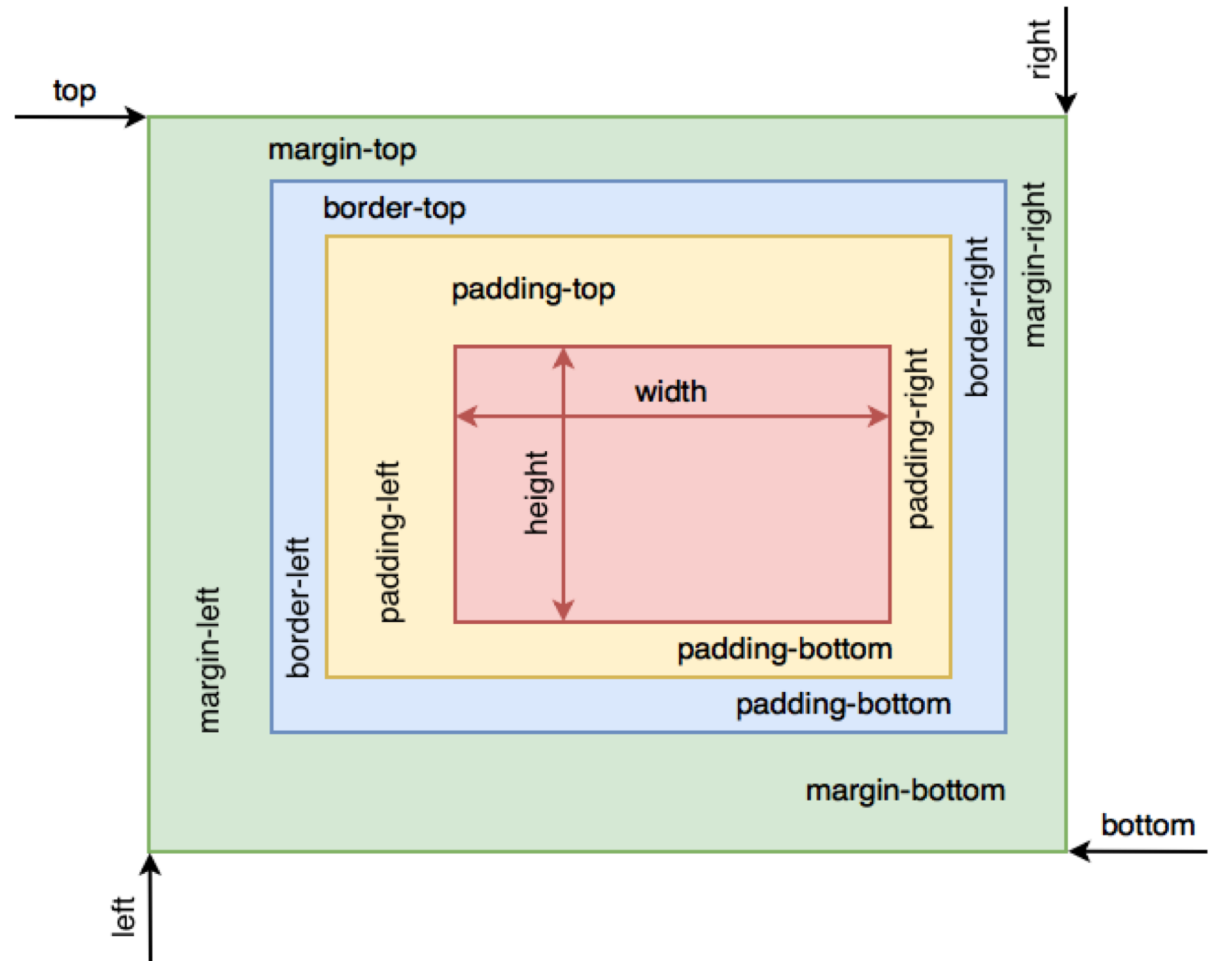 right
top
margin-top
margin-right
border-top
border-right
padding-top
padding-right
width
height
padding-left
border-left
margin-left
padding-bottom
padding-bottom
margin-bottom
bottom
left